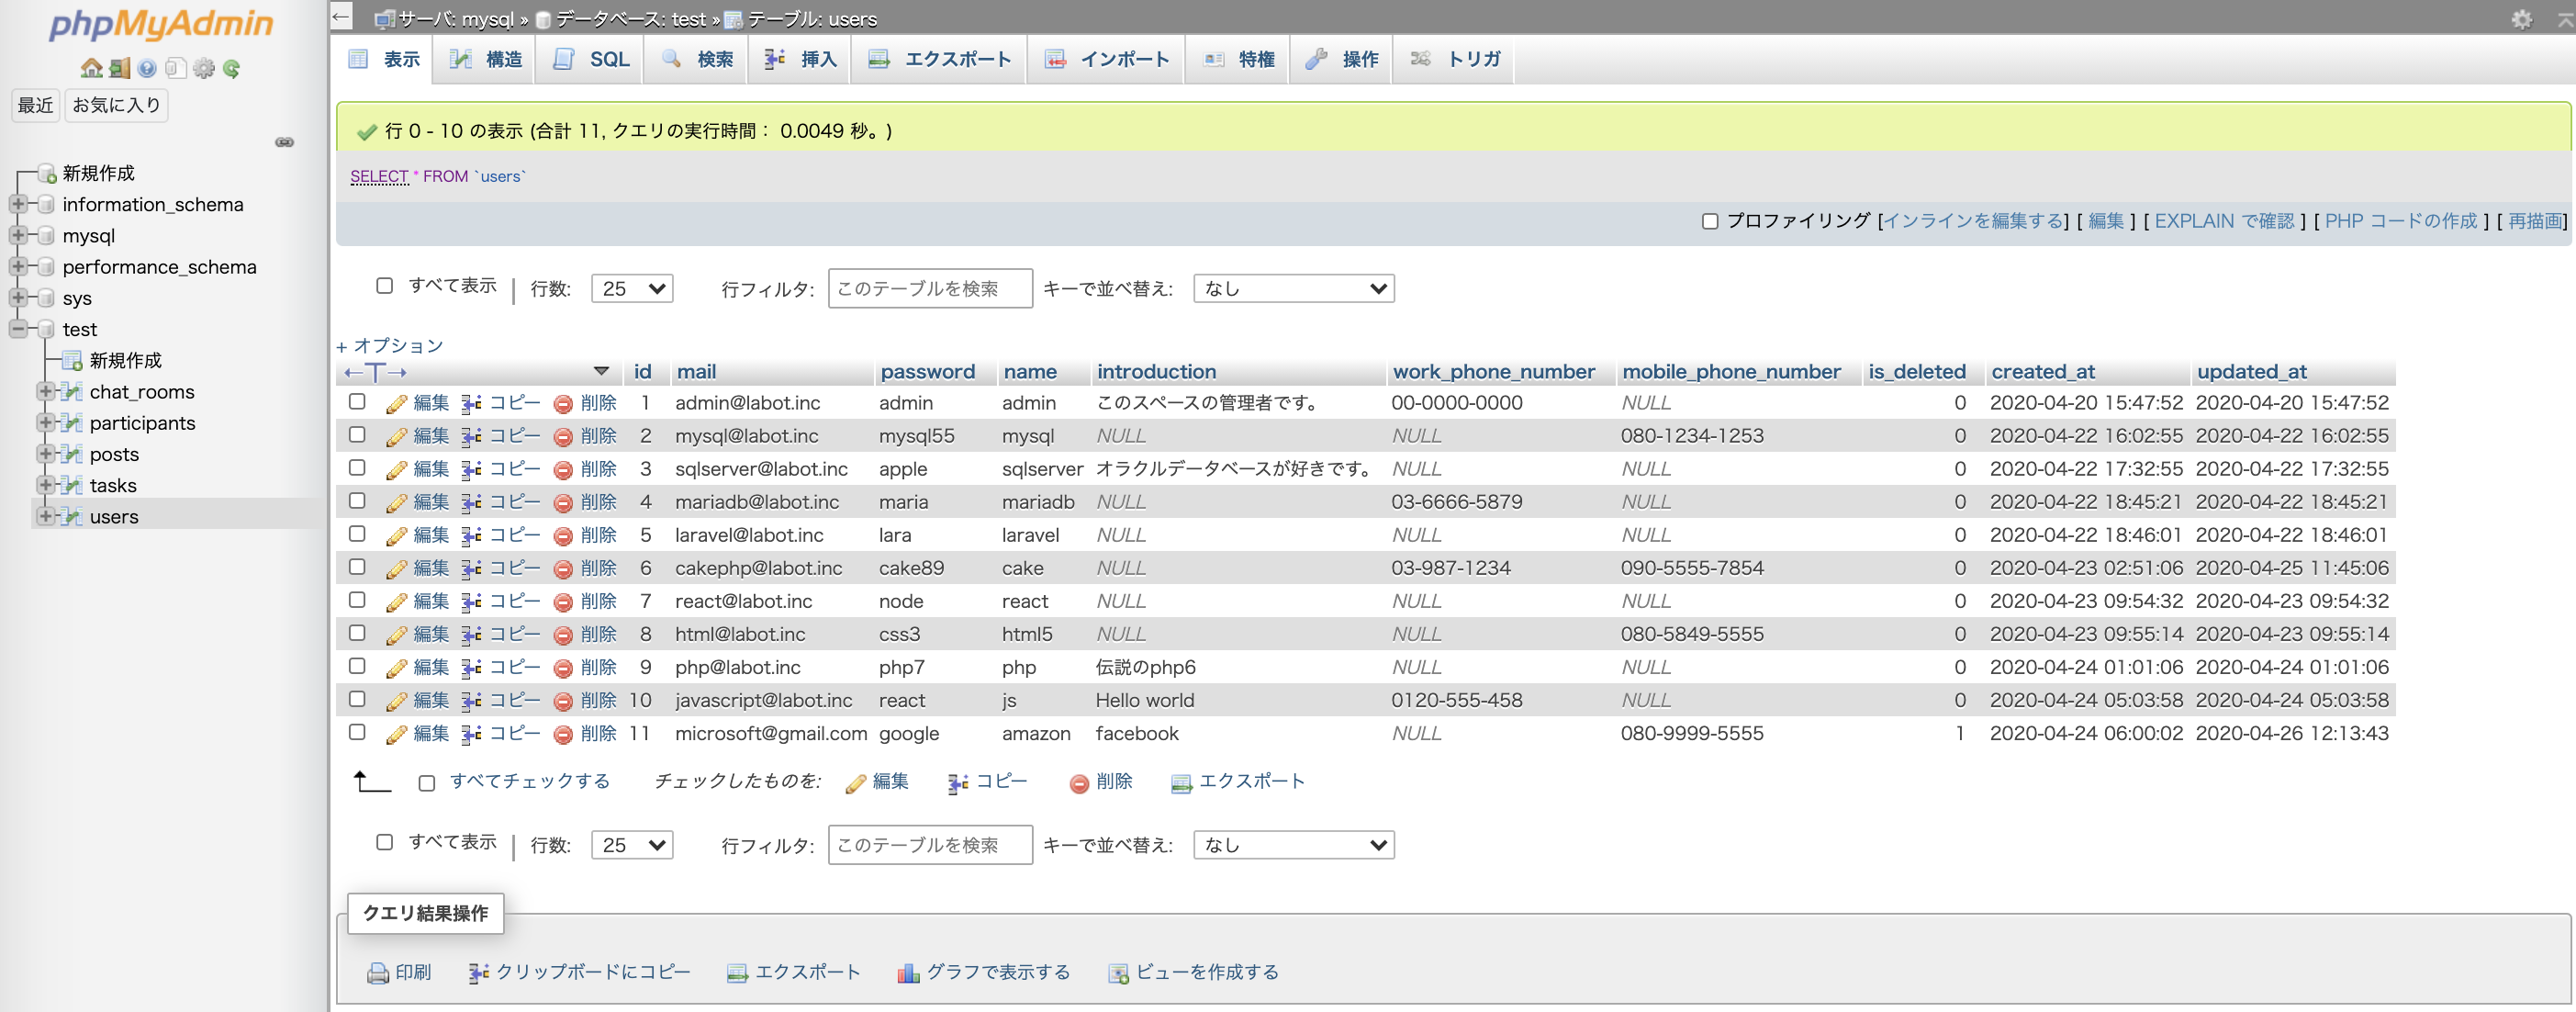 phpMyAdmin
最近 お気に入り
新規作成
information_schema
mysql
performance_schema
sys
test
新規作成
chat_rooms
participants
posts
tasks
users
サーバ: mysql » データベース: test » テーブル: users
表示 構造 SQL 検索 挿入 エクスポート インポート 特権 操作 トリガ
行 0 - 10 の表示 (合計 11, クエリの実行時間： 0.0049 秒。)
SELECT * FROM `users`
プロファイリング [インラインを編集する] [ 編集 ] [ EXPLAIN で確認 ] [ PHP コードの作成 ] [ 再描画]
すべて表示 | 行数: 25 行フィルタ: このテーブルを検索 キーで並べ替え: なし
+ オプション
←T→ id mail password name introduction work_phone_number mobile_phone_number is_deleted created_at updated_at
編集 コピー 削除 1 admin@labot.inc admin admin このスペースの管理者です。 00-0000-0000 NULL 0 2020-04-20 15:47:52 2020-04-20 15:47:52
編集 コピー 削除 2 mysql@labot.inc mysql55 mysql NULL NULL 080-1234-1253 0 2020-04-22 16:02:55 2020-04-22 16:02:55
編集 コピー 削除 3 sqlserver@labot.inc apple sqlserver オラクルデータベースが好きです。 NULL NULL 0 2020-04-22 17:32:55 2020-04-22 17:32:55
編集 コピー 削除 4 mariadb@labot.inc maria mariadb NULL 03-6666-5879 NULL 0 2020-04-22 18:45:21 2020-04-22 18:45:21
編集 コピー 削除 5 laravel@labot.inc lara laravel NULL NULL NULL 0 2020-04-22 18:46:01 2020-04-22 18:46:01
編集 コピー 削除 6 cakephp@labot.inc cake89 cake NULL 03-987-1234 090-5555-7854 0 2020-04-23 02:51:06 2020-04-25 11:45:06
編集 コピー 削除 7 react@labot.inc node react NULL NULL NULL 0 2020-04-23 09:54:32 2020-04-23 09:54:32
編集 コピー 削除 8 html@labot.inc css3 html5 NULL NULL 080-5849-5555 0 2020-04-23 09:55:14 2020-04-23 09:55:14
編集 コピー 削除 9 php@labot.inc php7 php 伝説のphp6 NULL NULL 0 2020-04-24 01:01:06 2020-04-24 01:01:06
編集 コピー 削除 10 javascript@labot.inc react js Hello world 0120-555-458 NULL 0 2020-04-24 05:03:58 2020-04-24 05:03:58
編集 コピー 削除 11 microsoft@gmail.com google amazon facebook NULL 080-9999-5555 1 2020-04-24 06:00:02 2020-04-26 12:13:43
すべてチェックする チェックしたものを: 編集 コピー 削除 エクスポート
すべて表示 | 行数: 25 行フィルタ: このテーブルを検索 キーで並べ替え: なし
クエリ結果操作
印刷 クリップボードにコピー エクスポート グラフで表示する ビューを作成する